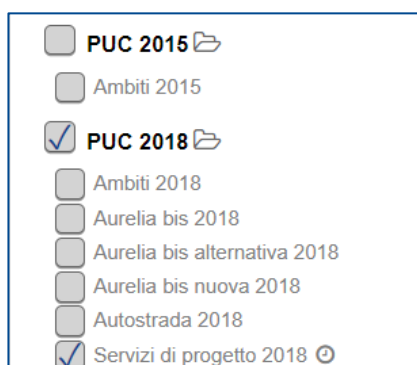 PUC 2015
Ambiti 2015
PUC 2018
Ambiti 2018
Aurelia bis 2018
Aurelia bis alternativa 2018
Aurelia bis nuova 2018
Autostrada 2018
Servizi di progetto 2018